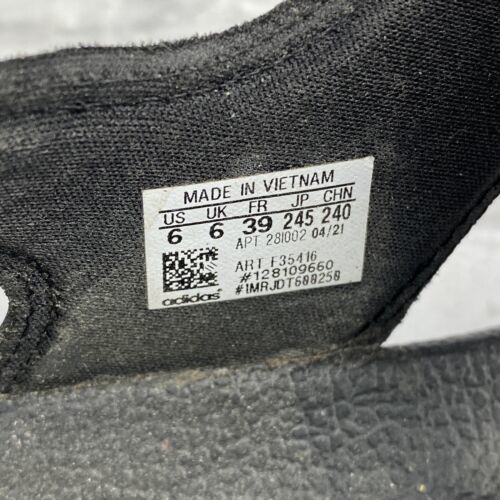 MADE IN VIETNAM
US UK FR JP CHN
6 6 39 245 240
APT 281002 04/21
ART F35416
#128109660
#1MRJDT600250
adidas